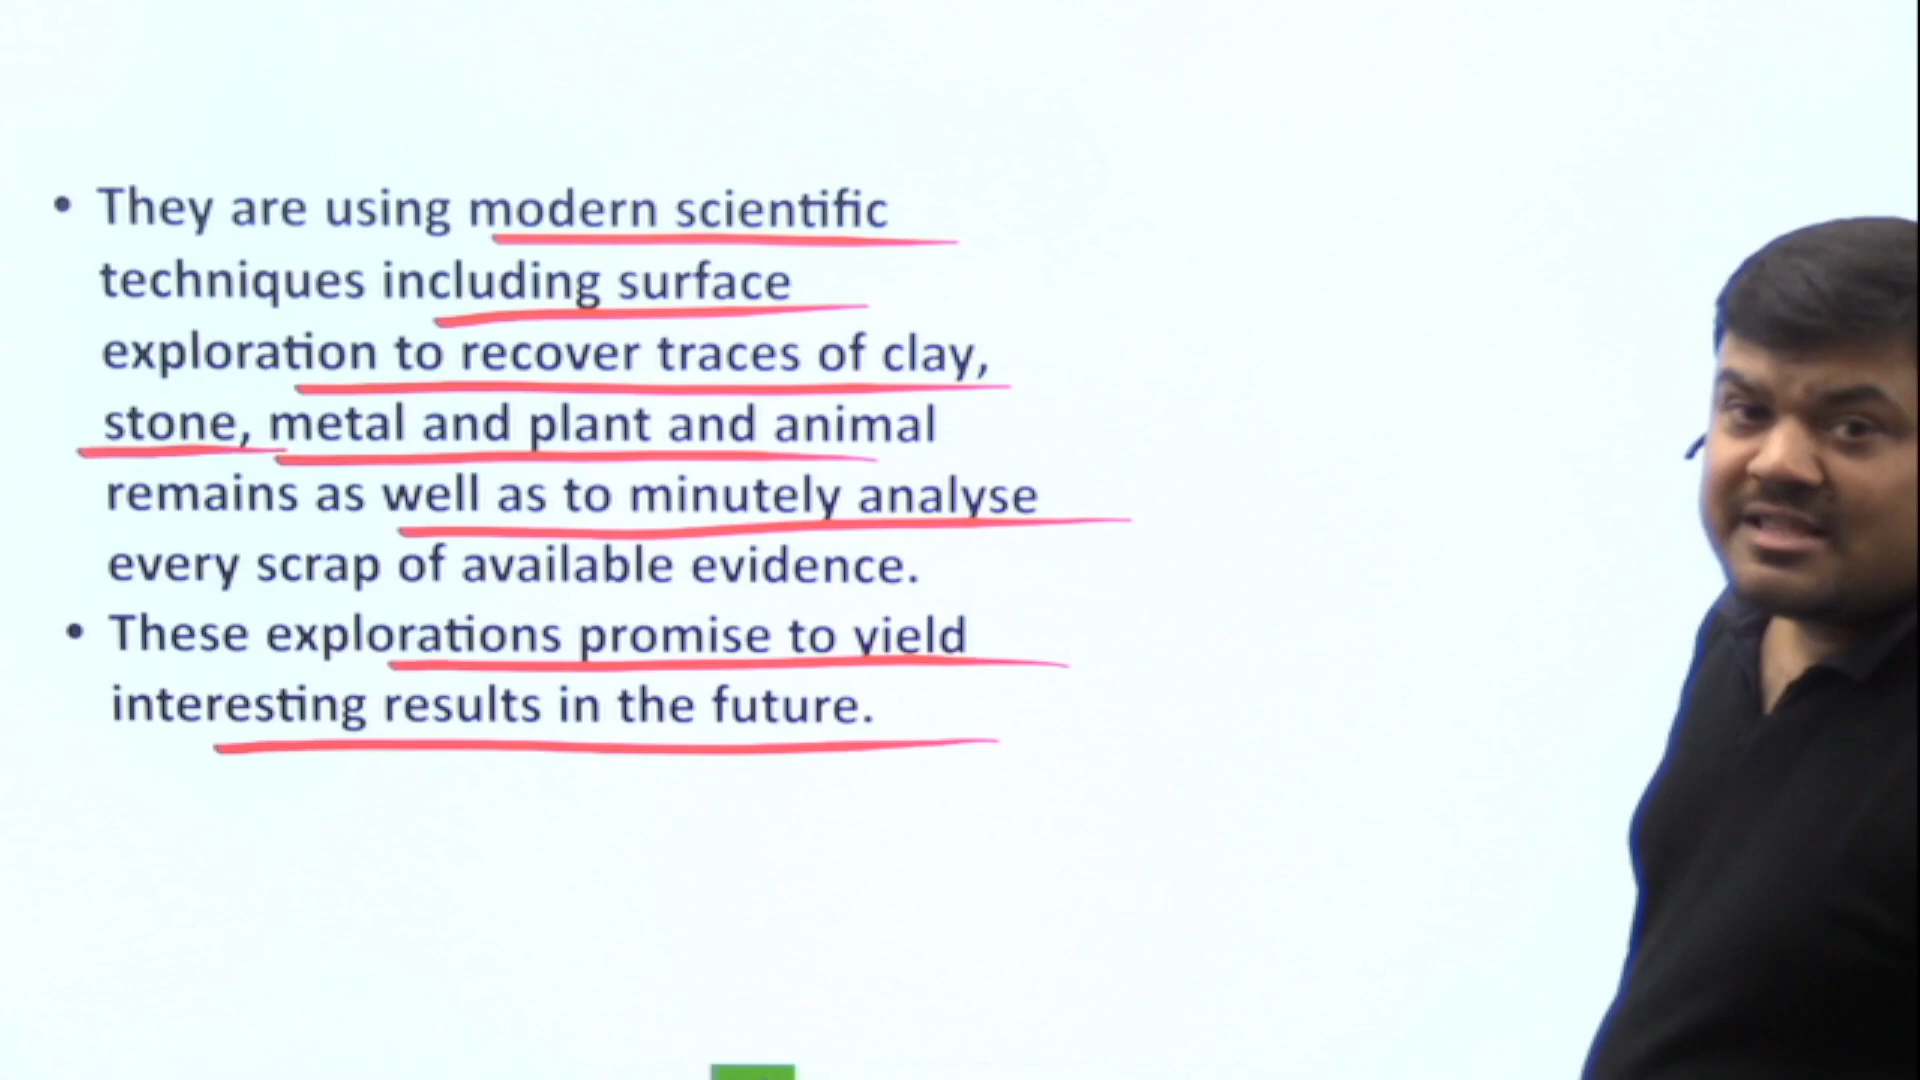 • They are using modern scientific
techniques including surface
exploration to recover traces of clay,
stone, metal and plant and animal
remains as well as to minutely analyse
every scrap of available evidence.
• These explorations promise to yield
interesting results in the future.